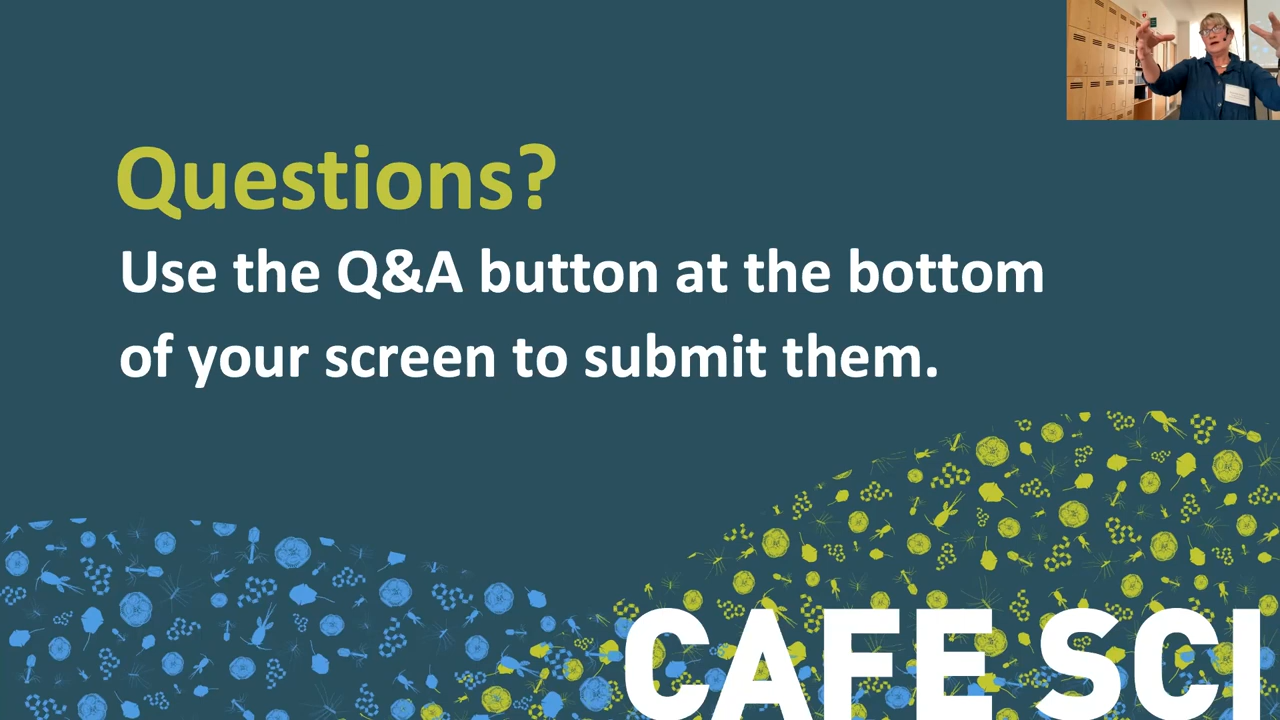 Questions?
Use the Q&A button at the bottom
of your screen to submit them.
CAFE SCI